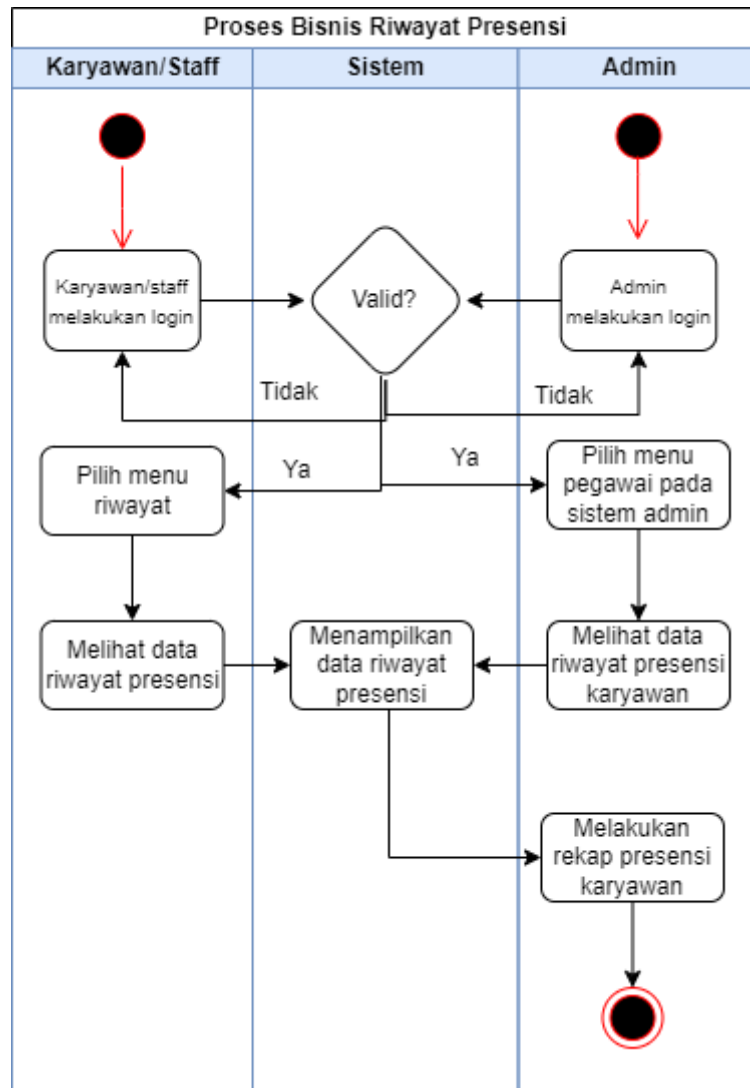 Proses Bisnis Riwayat Presensi
Karyawan/Staff
Sistem
Admin
Karyawan/staff
melakukan login
Valid?
Admin
melakukan login
Tidak
Tidak
Pilih menu
riwayat
Ya
Ya
Pilih menu
pegawai pada
sistem admin
Melihat data
riwayat presensi
Menampilkan
data riwayat
presensi
Melihat data
riwayat presensi
karyawan
Melakukan
rekap presensi
karyawan